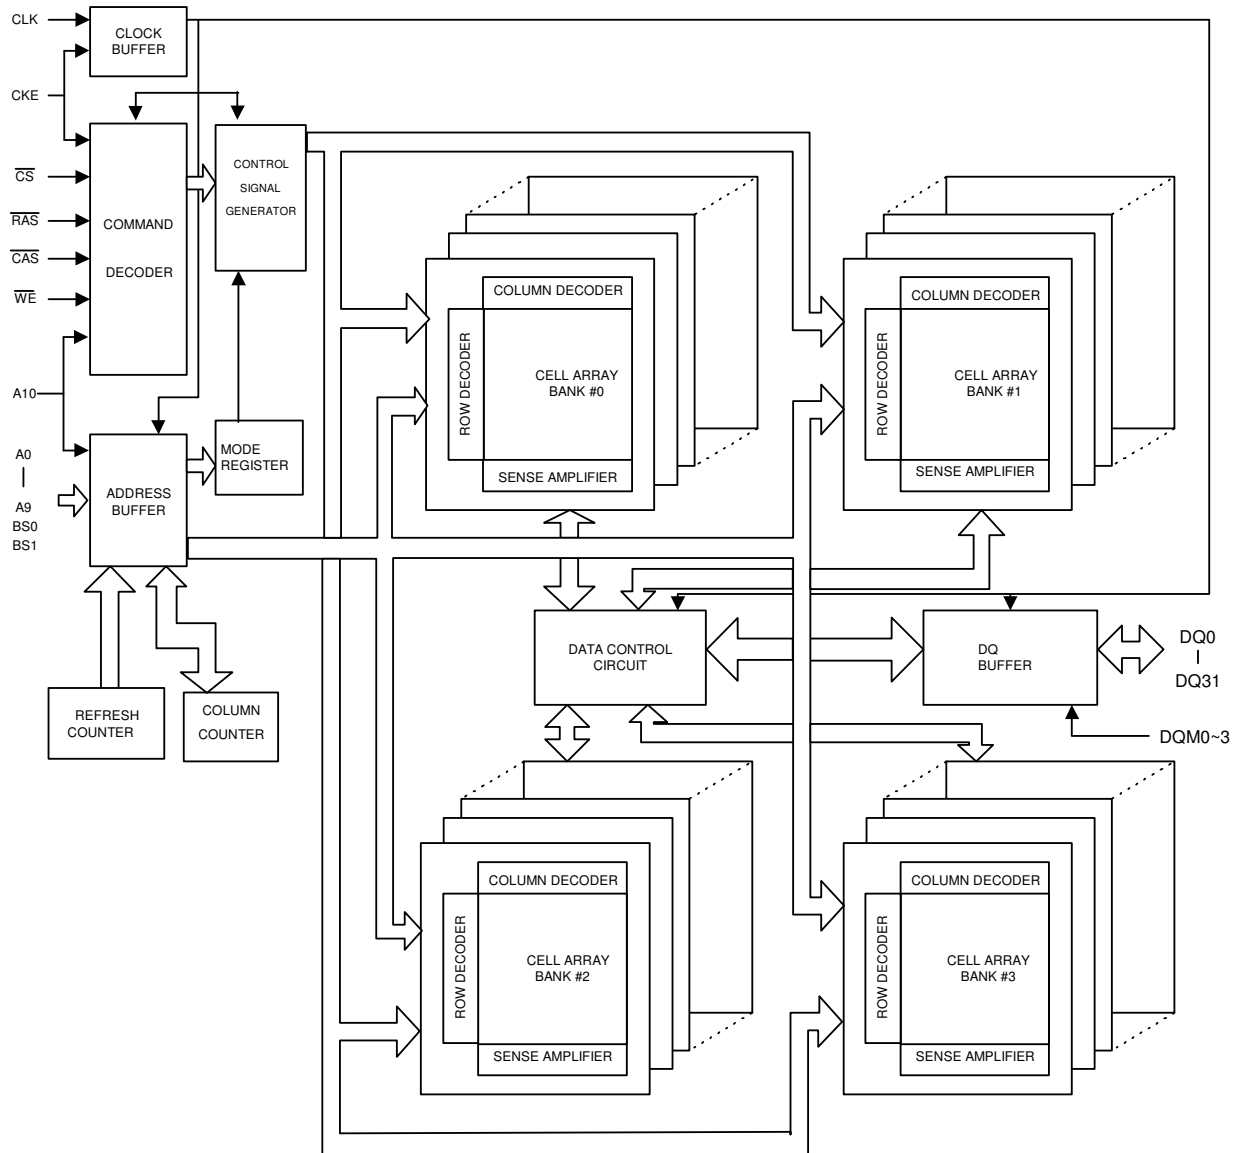 CLK
CLOCK
BUFFER
CKE
CS
RAS
CAS
WE
COMMAND
DECODER
CONTROL
SIGNAL
GENERATOR
A10
A0
A9
BS0
BS1
ADDRESS
BUFFER
MODE
REGISTER
REFRESH
COUNTER
COLUMN
COUNTER
COLUMN DECODER
ROW DECODER
CELL ARRAY
BANK #0
SENSE AMPLIFIER
COLUMN DECODER
ROW DECODER
CELL ARRAY
BANK #1
SENSE AMPLIFIER
DATA CONTROL
CIRCUIT
DQ
BUFFER
DQ0
DQ31
DQM0~3
COLUMN DECODER
ROW DECODER
CELL ARRAY
BANK #2
SENSE AMPLIFIER
COLUMN DECODER
ROW DECODER
CELL ARRAY
BANK #3
SENSE AMPLIFIER